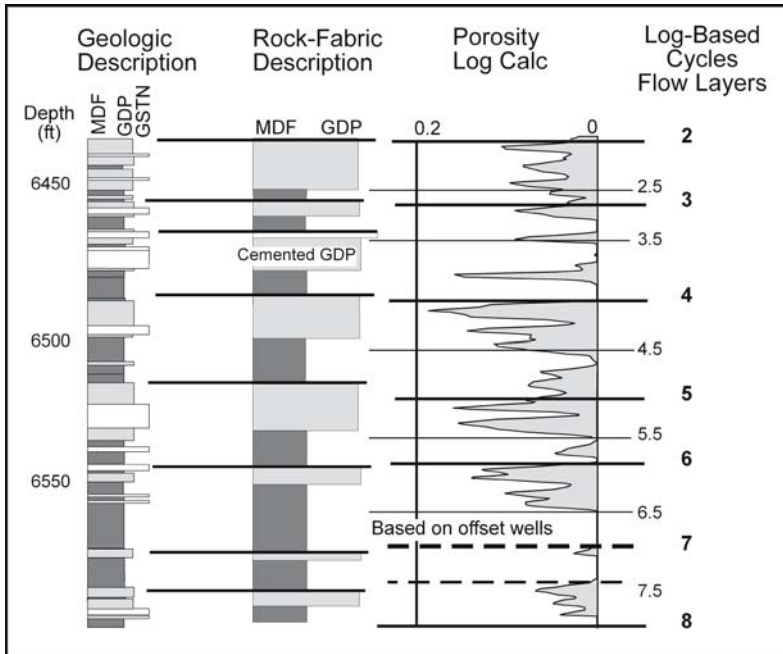 Geologic
Description
Rock-Fabric
Description
Porosity
Log Calc
Log-Based
Cycles
Flow Layers
Depth
(ft)
MDF
GDP
GSTN
MDF GDP
0.2 0
2
6450
2.5
3
3.5
Cemented GDP
4
6500
4.5
5
5.5
6
6550
6.5
Based on offset wells
7
7.5
8